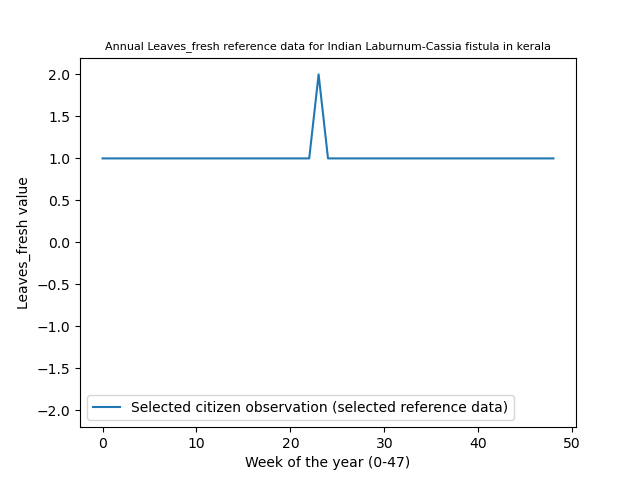 Annual Leaves_fresh reference data for Indian Laburnum-Cassia fistula in kerala
2.0
1.5
1.0
0.5
0.0
−0.5
−1.0
−1.5
−2.0
Leaves_fresh value
Selected citizen observation (selected reference data)
0 10 20 30 40 50
Week of the year (0-47)